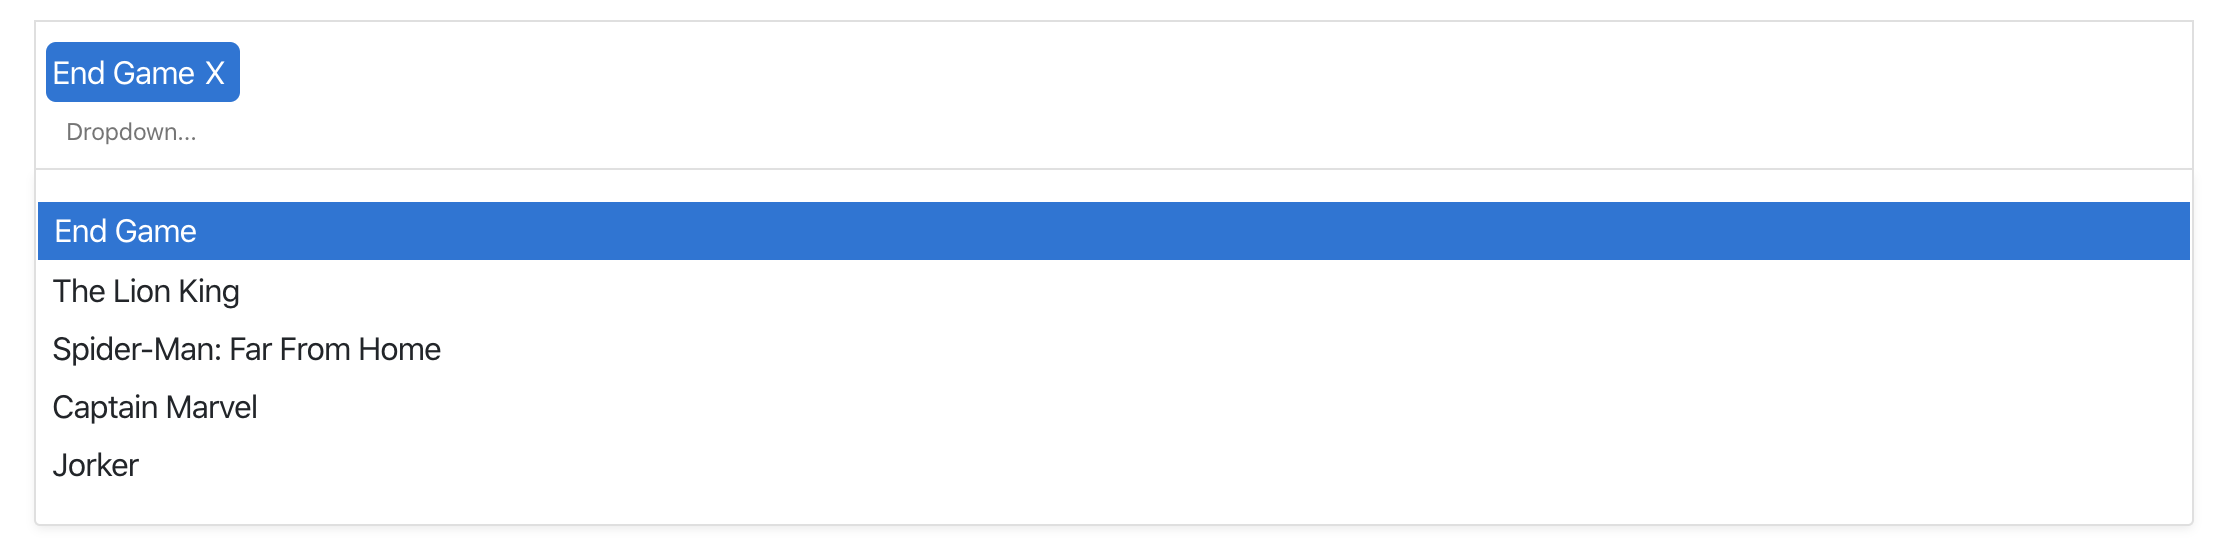 End Game X
Dropdown...
End Game
The Lion King
Spider-Man: Far From Home
Captain Marvel
Jorker